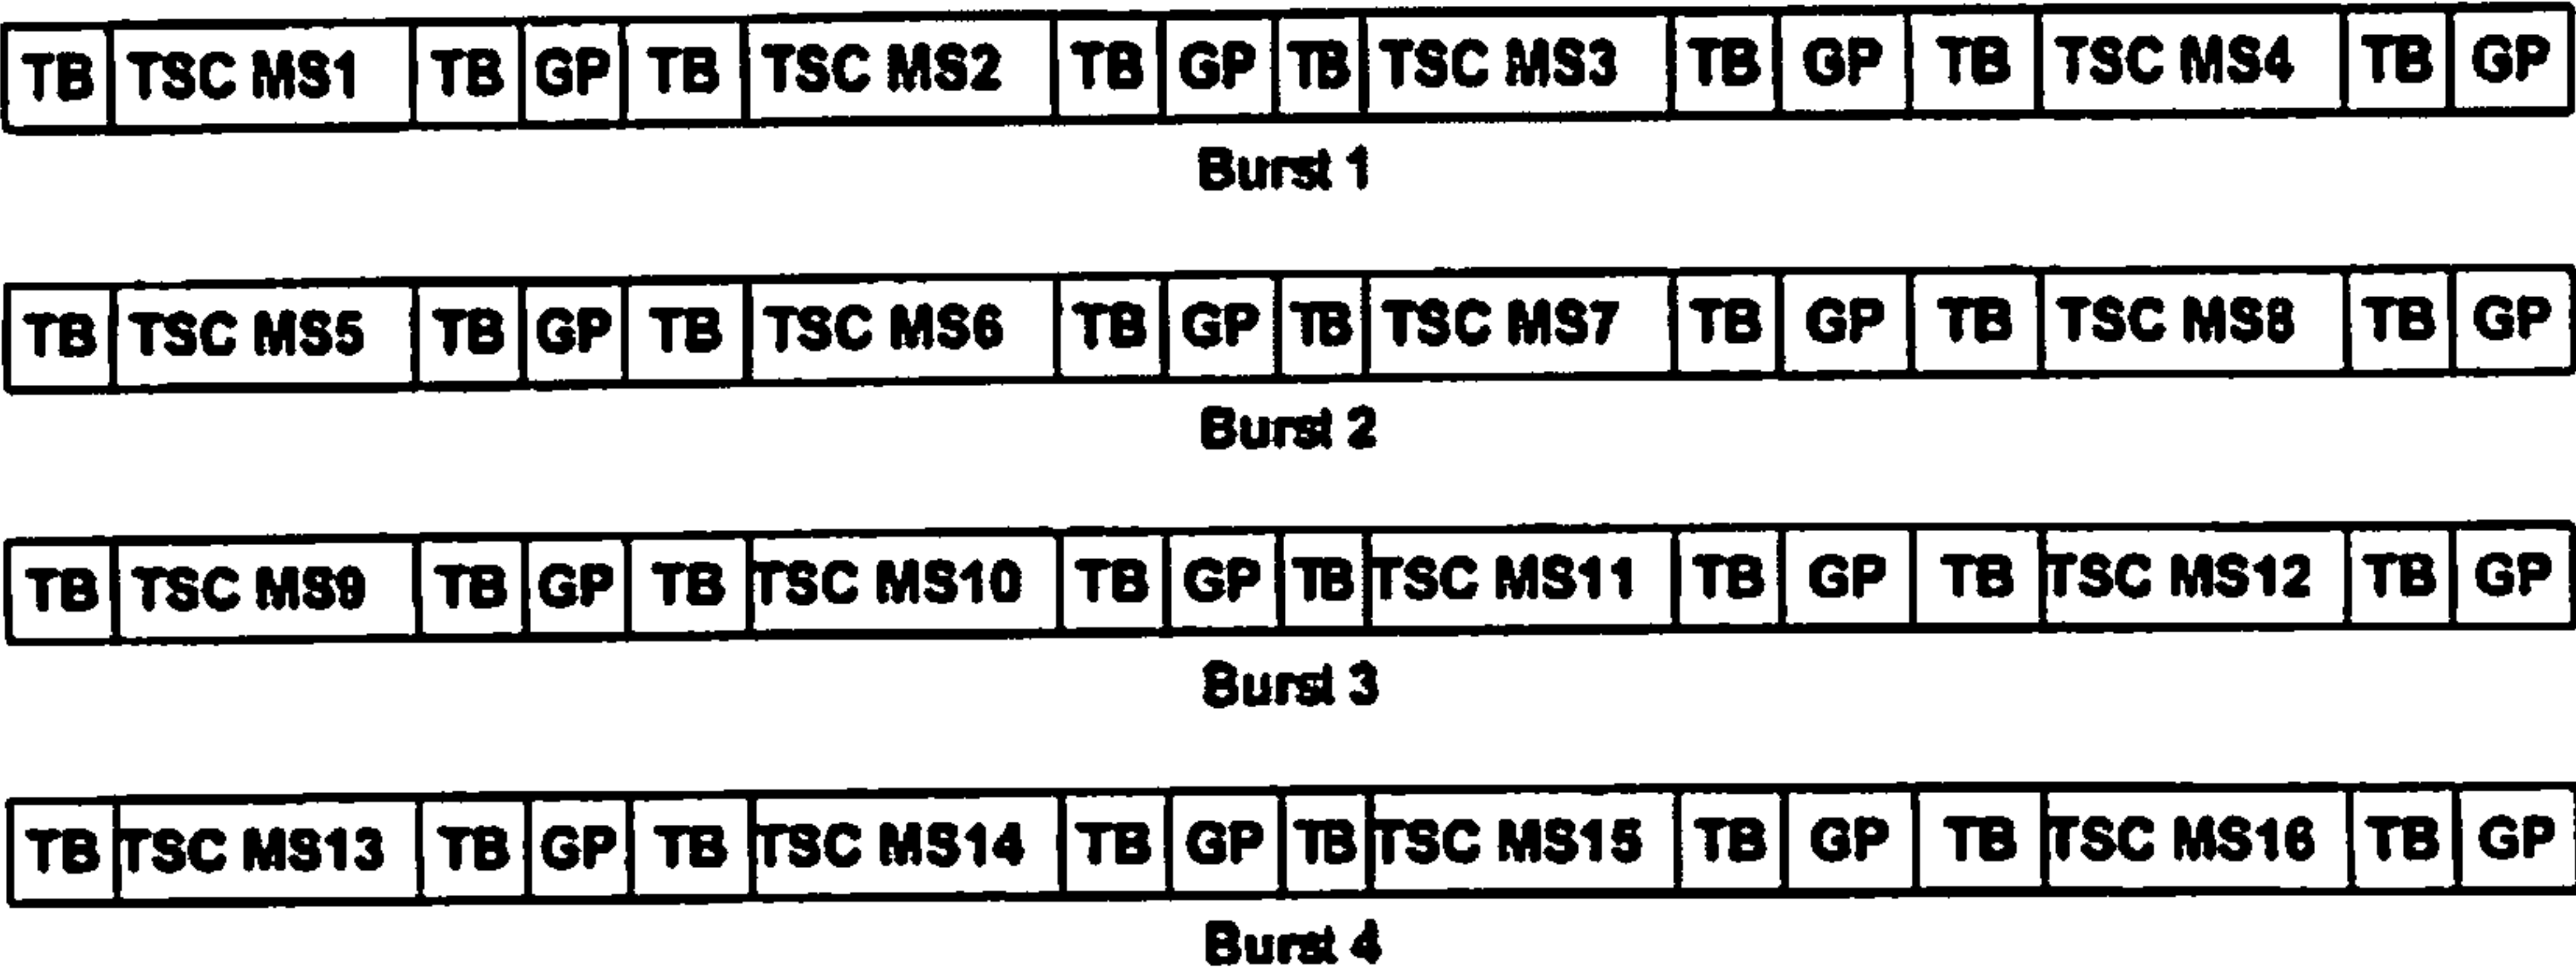 TB TSC MS1 TB GP TB TSC MS2 TB GP TB TSC MS3 TB GP TB TSC MS4 TB GP
Burst 1
TB TSC MS5 TB GP TB TSC MS6 TB GP TB TSC MS7 TB GP TB TSC MS8 TB GP
Burst 2
TB TSC MS9 TB GP TB TSC MS10 TB GP TB TSC MS11 TB GP TB TSC MS12 TB GP
Burst 3
TB TSC MS13 TB GP TB TSC MS14 TB GP TB TSC MS15 TB GP TB TSC MS16 TB GP
Burst 4